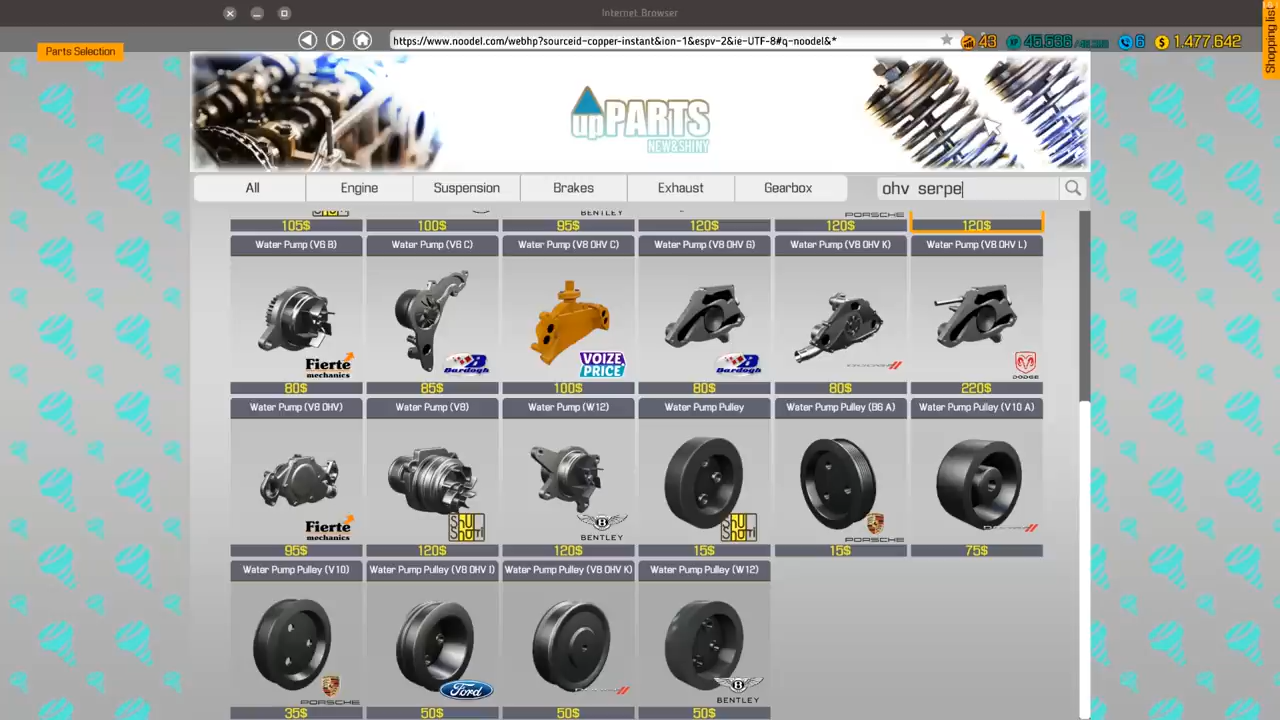 Internet Browser
Shopping list
https://www.noodel.com/webhp?sourceid-copper-instant&ion-1&espv-2&ie-UTF-8#q-noodel&*
43
6
1,477,642
Parts Selection
upPARTS
NEW&SHINY
All
Engine
Suspension
Brakes
Exhaust
Gearbox
ohv serpe
BENTLEY
PORSCHE
105$
100$
95$
120$
120$
120$
Water Pump (V6 B)
Water Pump (V6 C)
Water Pump (V8 OHV C)
Water Pump (V8 OHV G)
Water Pump (V8 OHV K)
Water Pump (V8 OHV L)
Fierte mechanics
Bardogh
VOIZE PRICE
Bardogh
DODGE
80$
85$
100$
80$
80$
220$
Water Pump (V8 OHV)
Water Pump (V8)
Water Pump (W12)
Water Pump Pulley
Water Pump Pulley (B6 A)
Water Pump Pulley (V10 A)
Fierte mechanics
BENTLEY
PORSCHE
95$
120$
120$
15$
15$
75$
Water Pump Pulley (V10)
Water Pump Pulley (V8 OHV I)
Water Pump Pulley (V8 OHV K)
Water Pump Pulley (W12)
PORSCHE
Ford
BENTLEY
35$
50$
50$
50$